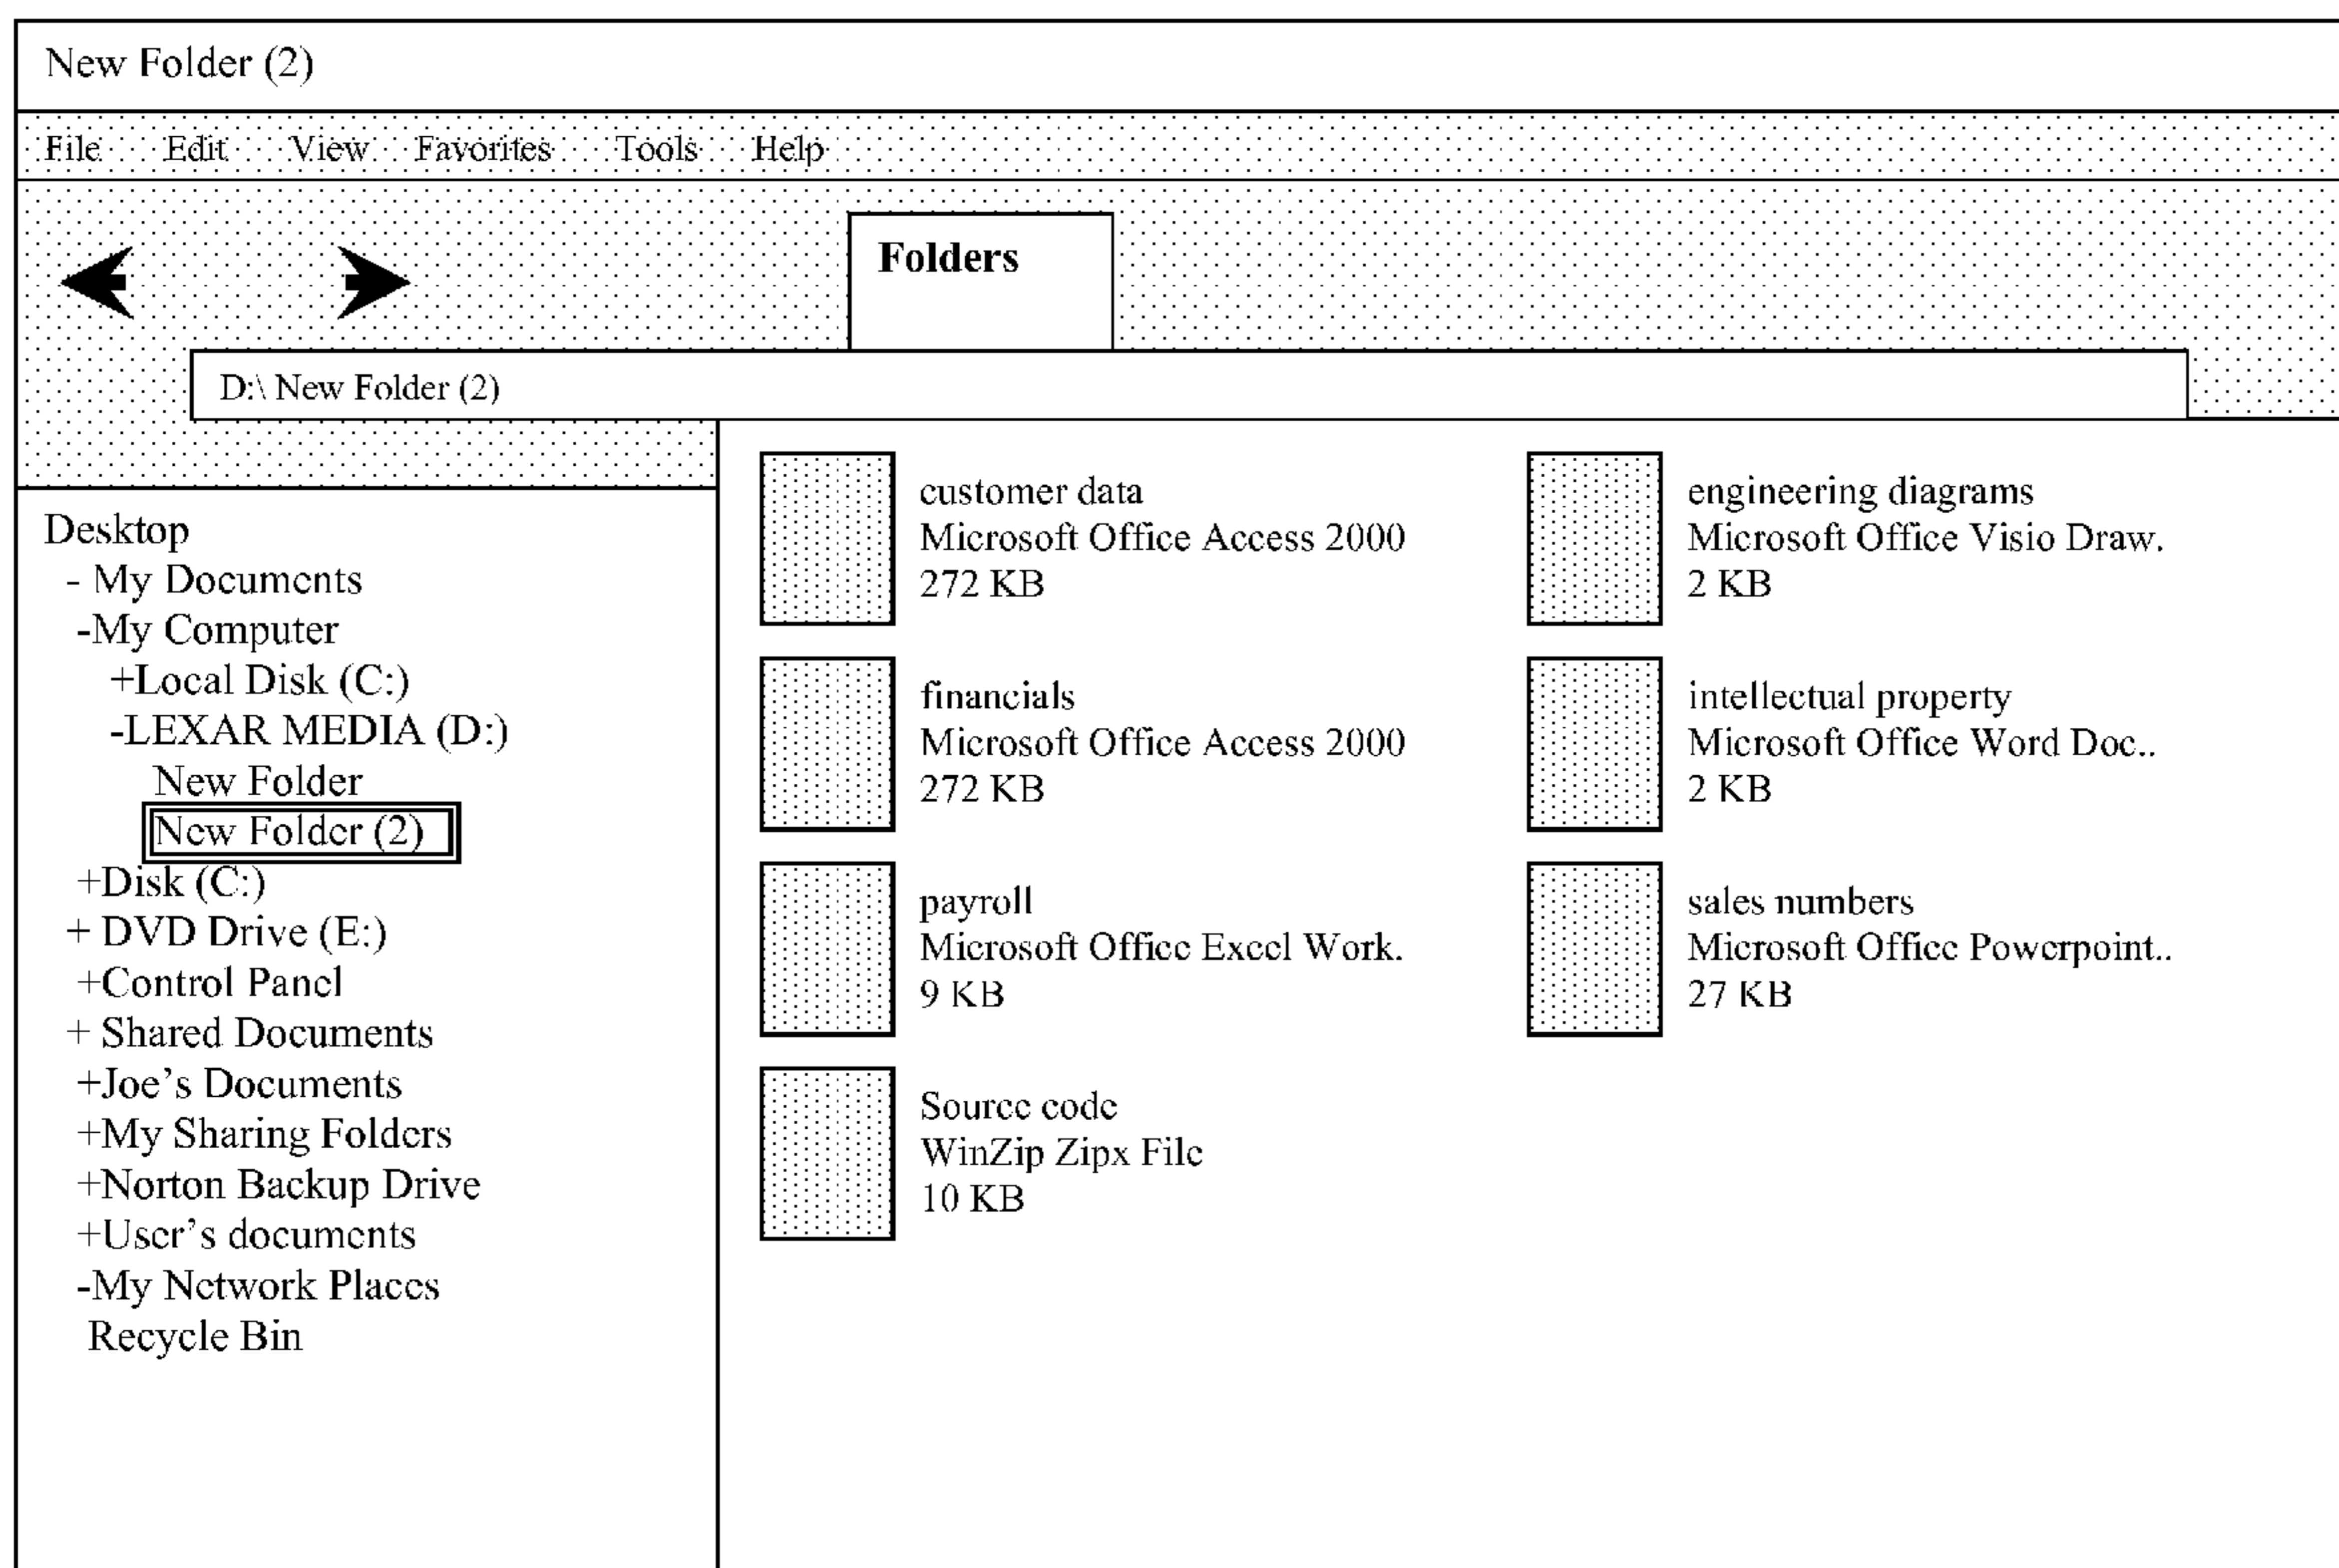 New Folder (2)
File Edit View Favorites Tools Help
Folders
D:\ New Folder (2)
Desktop
- My Documents
-My Computer
+Local Disk (C:)
-LEXAR MEDIA (D:)
New Folder
New Folder (2)
+Disk (C:)
+ DVD Drive (E:)
+Control Panel
+ Shared Documents
+Joe’s Documents
+My Sharing Folders
+Norton Backup Drive
+User’s documents
-My Network Places
Recycle Bin
customer data
Microsoft Office Access 2000
272 KB
engineering diagrams
Microsoft Office Visio Draw.
2 KB
financials
Microsoft Office Access 2000
272 KB
intellectual property
Microsoft Office Word Doc..
2 KB
payroll
Microsoft Office Excel Work.
9 KB
sales numbers
Microsoft Office Powerpoint..
27 KB
Source code
WinZip Zipx File
10 KB